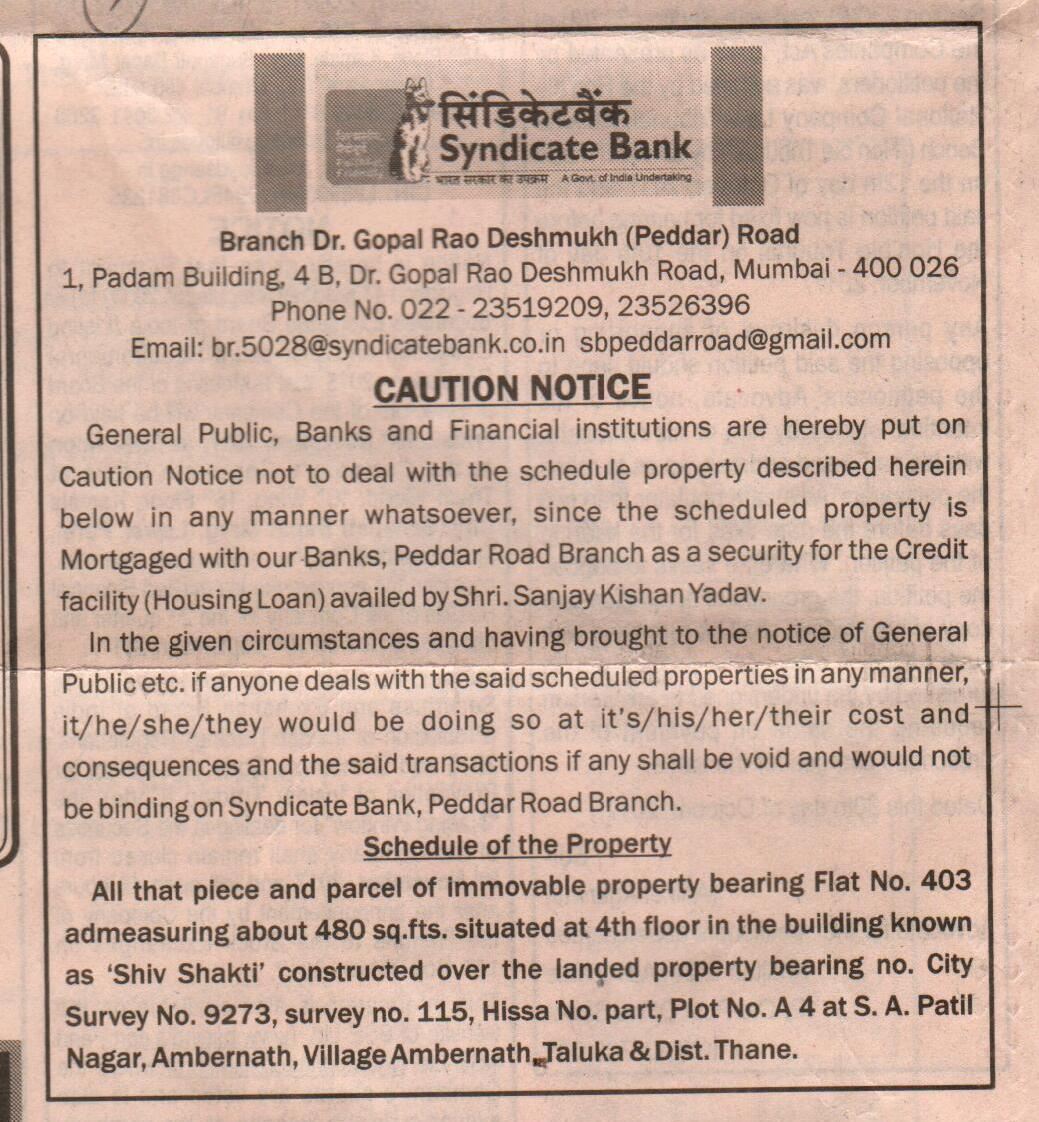 सिंडिकेटबैंक
Syndicate Bank
भारत सरकार का उपक्रम A Govt. of India Undertaking
Branch Dr. Gopal Rao Deshmukh (Peddar) Road
1, Padam Building, 4 B, Dr. Gopal Rao Deshmukh Road, Mumbai - 400 026
Phone No. 022 - 23519209, 23526396
Email: br.5028@syndicatebank.co.in sbpeddarroad@gmail.com
CAUTION NOTICE
General Public, Banks and Financial institutions are hereby put on
Caution Notice not to deal with the schedule property described herein
below in any manner whatsoever, since the scheduled property is
Mortgaged with our Banks, Peddar Road Branch as a security for the Credit
facility (Housing Loan) availed by Shri. Sanjay Kishan Yadav.
In the given circumstances and having brought to the notice of General
Public etc. if anyone deals with the said scheduled properties in any manner,
it/he/she/they would be doing so at it's/his/her/their cost and
consequences and the said transactions if any shall be void and would not
be binding on Syndicate Bank, Peddar Road Branch.
Schedule of the Property
All that piece and parcel of immovable property bearing Flat No. 403
admeasuring about 480 sq.fts. situated at 4th floor in the building known
as ‘Shiv Shakti’ constructed over the landed property bearing no. City
Survey No. 9273, survey no. 115, Hissa No. part, Plot No. A 4 at S. A. Patil
Nagar, Ambernath, Village Ambernath, Taluka & Dist. Thane.